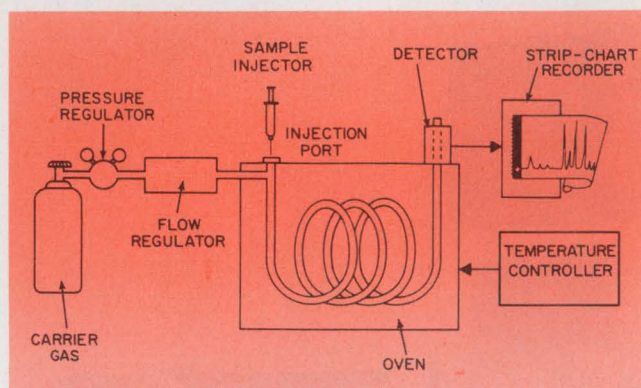 SAMPLE
INJECTOR
DETECTOR
STRIP-CHART
RECORDER
PRESSURE
REGULATOR
INJECTION
PORT
FLOW
REGULATOR
TEMPERATURE
CONTROLLER
CARRIER
GAS
OVEN